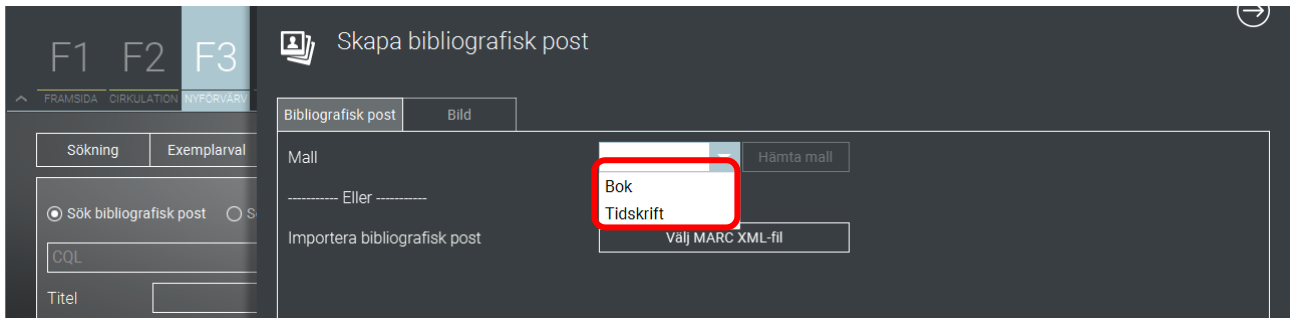 F1 F2 F3
FRAMSIDA CIRKULATION NYFÖRVÄRV
Sökning Exemplarval
Sök bibliografisk post S
CQL
Titel
Skapa bibliografisk post
Bibliografisk post Bild
Mall Hämta mall
Bok
---------- Eller ----------
Tidskrift
Importera bibliografisk post Välj MARC XML-fil